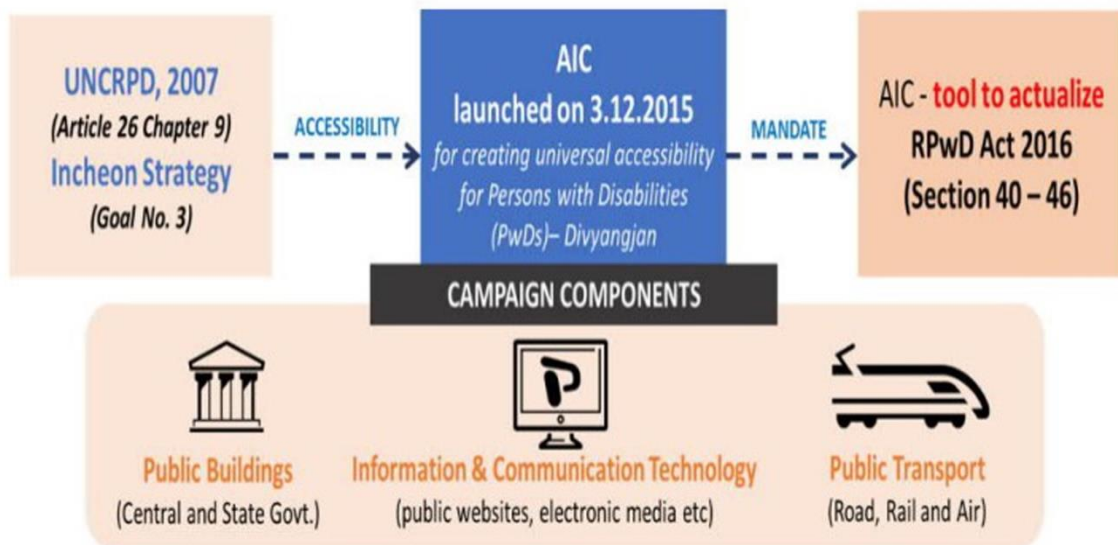 UNCRPD, 2007
(Article 26 Chapter 9)
Incheon Strategy
(Goal No. 3)
ACCESSIBILITY
AIC
launched on 3.12.2015
for creating universal accessibility
for Persons with Disabilities
(PwDs)– Divyangjan
MANDATE
AIC - tool to actualize
RPwD Act 2016
(Section 40 – 46)
CAMPAIGN COMPONENTS
Public Buildings
(Central and State Govt.)
Information & Communication Technology
(public websites, electronic media etc)
Public Transport
(Road, Rail and Air)